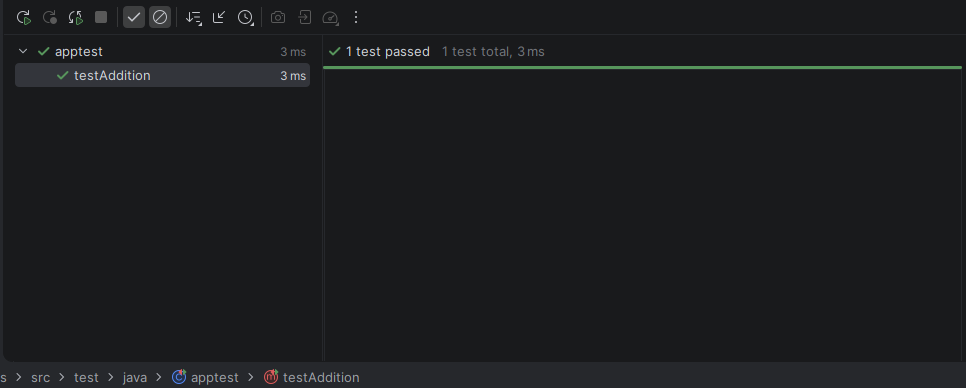 apptest 3 ms
1 test passed 1 test total, 3 ms
testAddition 3 ms
s > src > test > java > apptest > testAddition